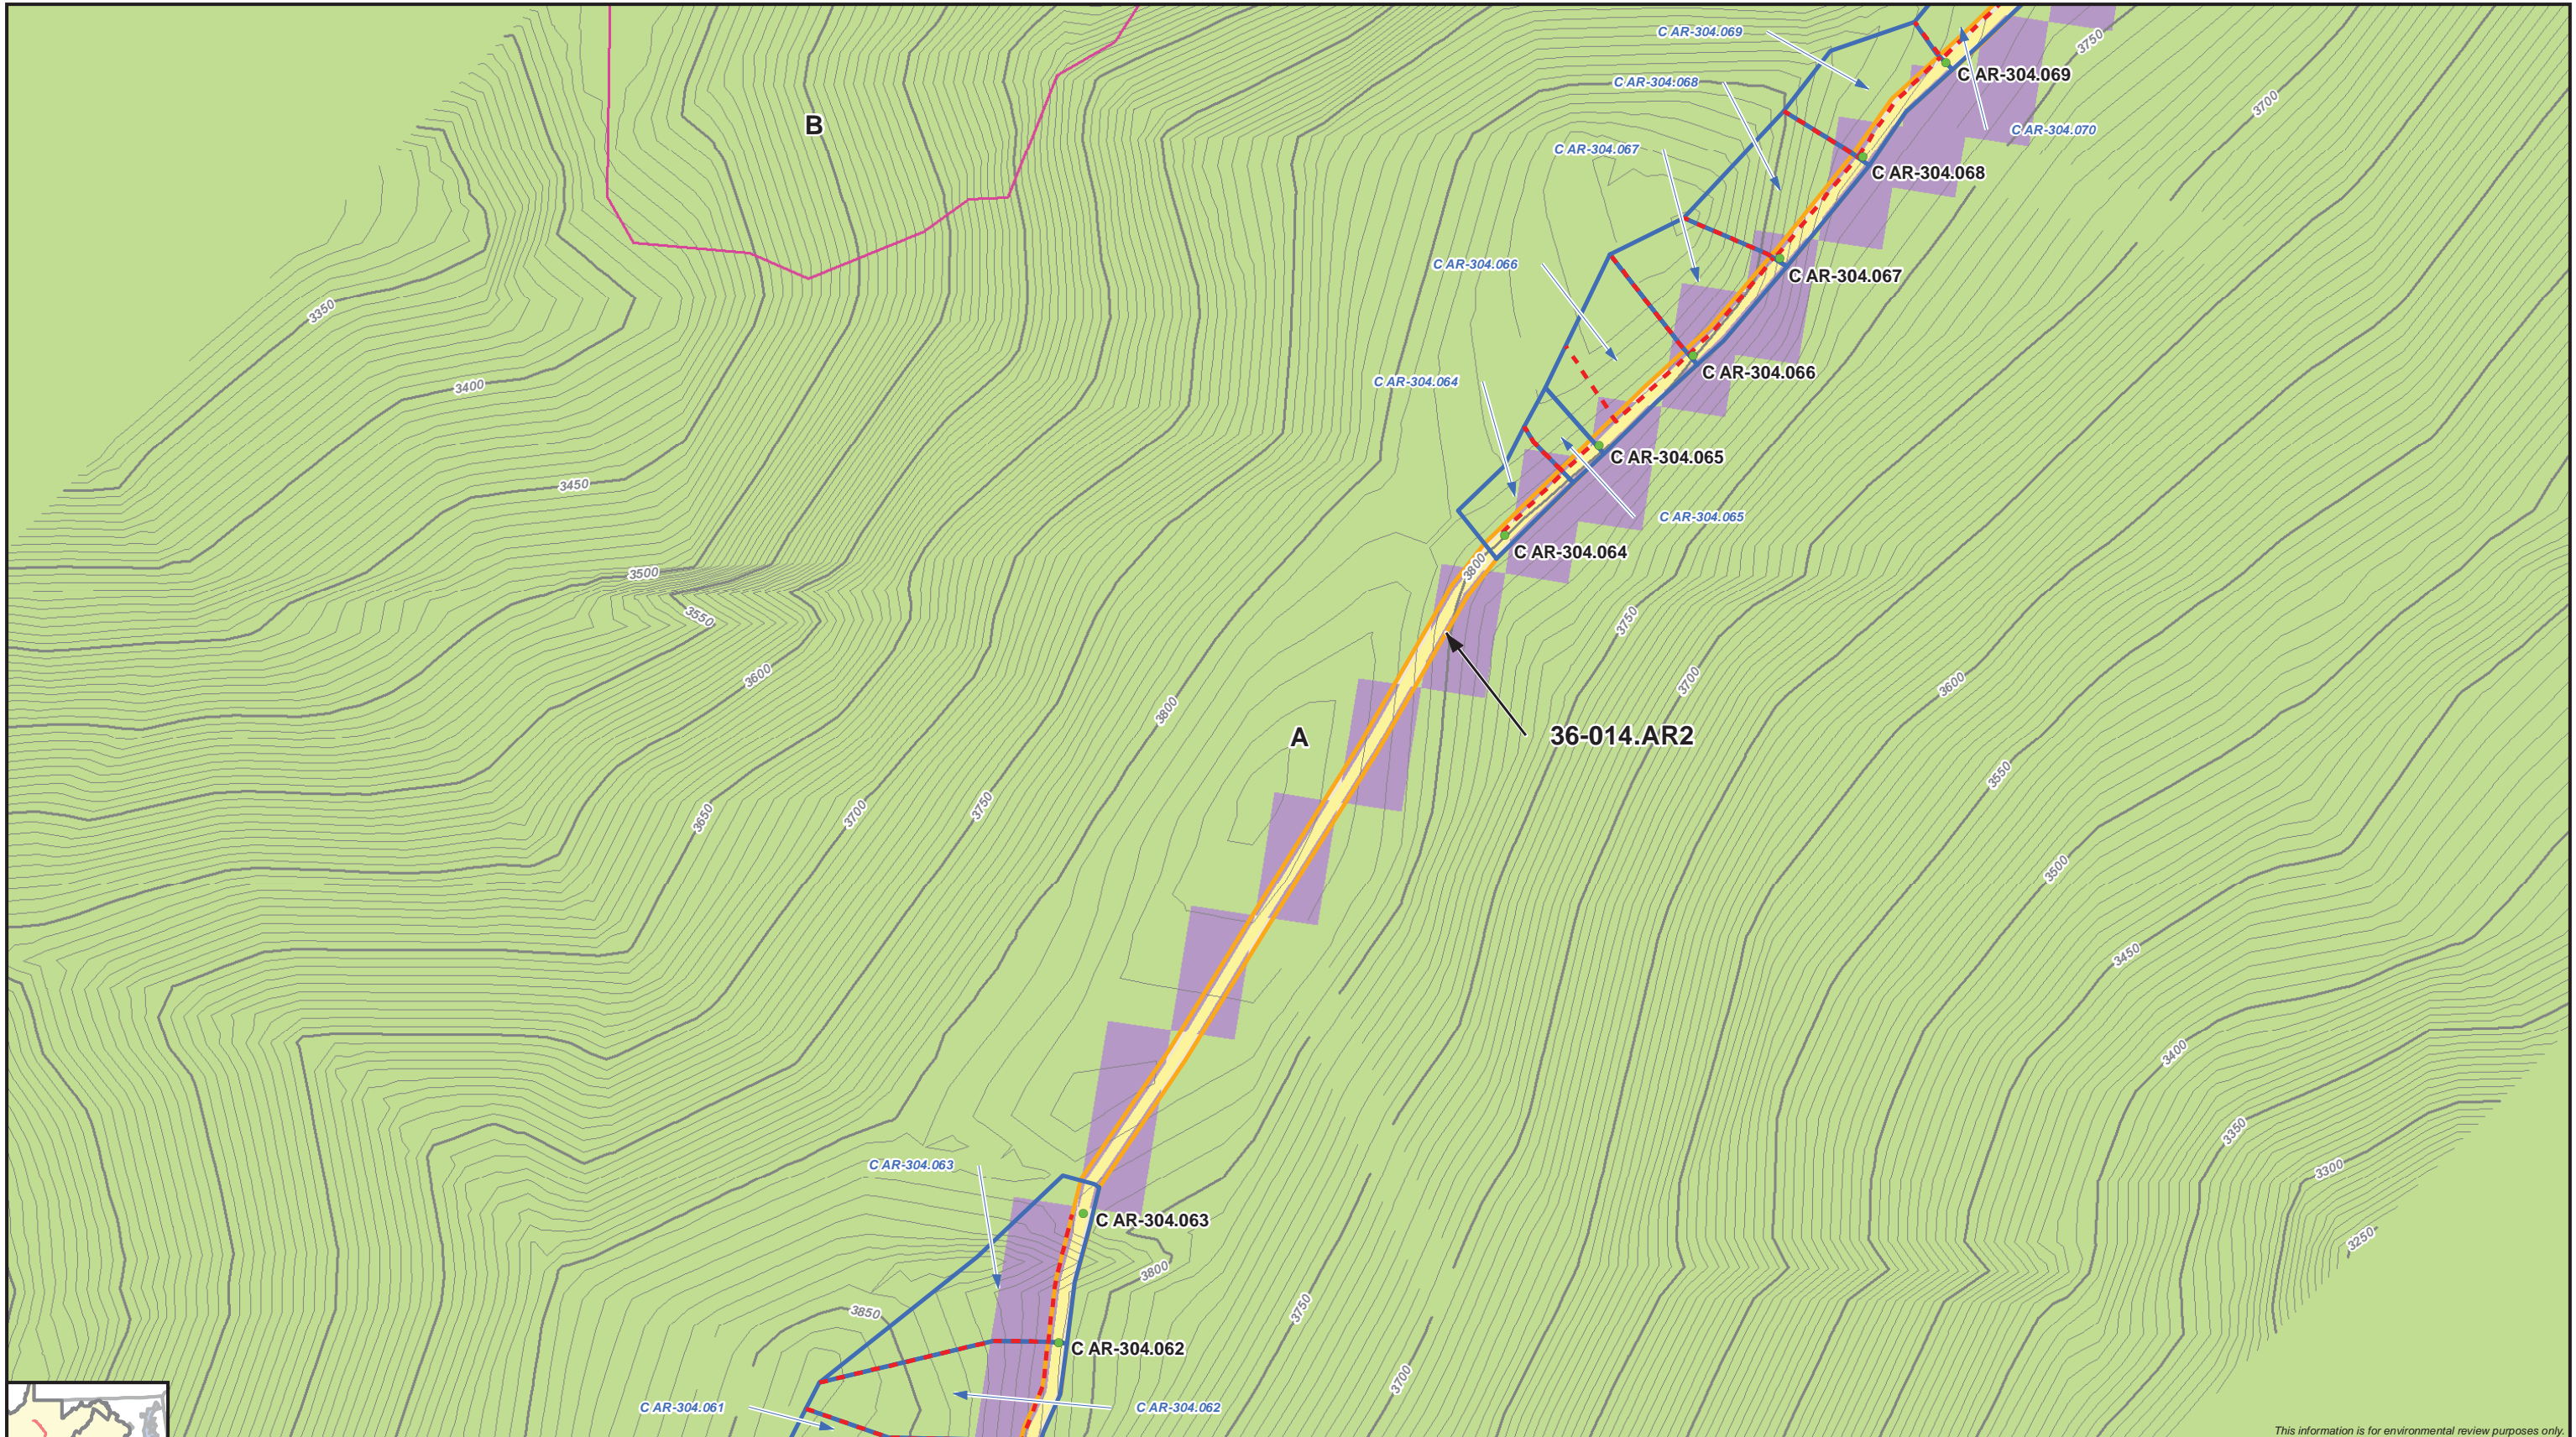 C AR-304.069
3750
C AR-304.069
C AR-304.068
3700
B
C AR-304.070
C AR-304.067
C AR-304.068
C AR-304.066
C AR-304.067
3350
C AR-304.066
C AR-304.064
3400
C AR-304.065
3450
C AR-304.065
C AR-304.064
3800
3500
3550
3750
3600
3700
3600
3800
A
36-014.AR2
3550
3750
3700
3650
3500
3450
3400
3350
C AR-304.063
3300
C AR-304.063
3250
3800
3850
3750
C AR-304.062
3700
C AR-304.061
C AR-304.062
This information is for environmental review purposes only.